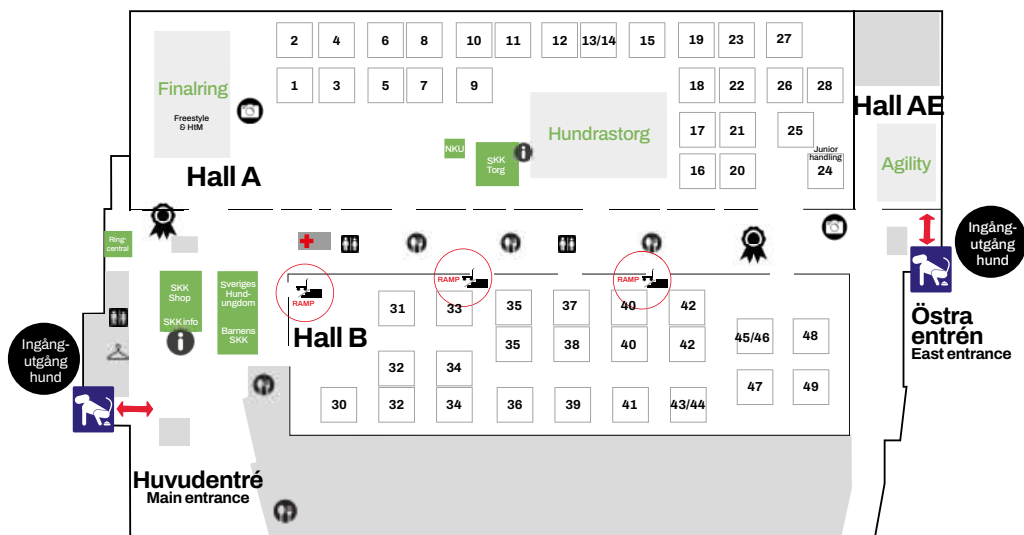 2 4 6 8 10 11 12 13/14 15 19 23 27
1 3 5 7 9 18 22 26 28
Finalring
Freestyle
& HtM
Hundrastorg
Hall AE
17 21 25
NKU
SKK
Torg
Junior
handling
16 20 24
Agility
Hall A
Ring-
central
Ingång-
utgång
hund
SKK
Shop
SKK info
Sveriges
Hund-
ungdom
Barnens
SKK
RAMP
RAMP
RAMP
31 33 35 37 40 42
Hall B
35 38 40 42 45/46 48
Östra
entrén
East entrance
Ingång-
utgång
hund
32 34 47 49
30 32 34 36 39 41 43/44
Huvudentré
Main entrance